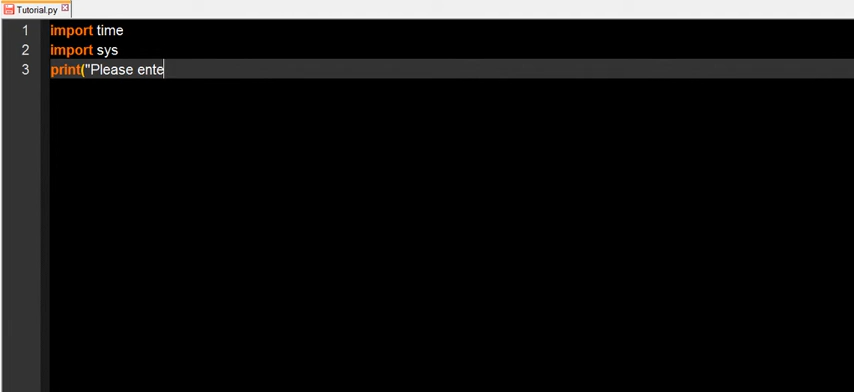 Tutorial.py
1 import time
2 import sys
3 print("Please ente